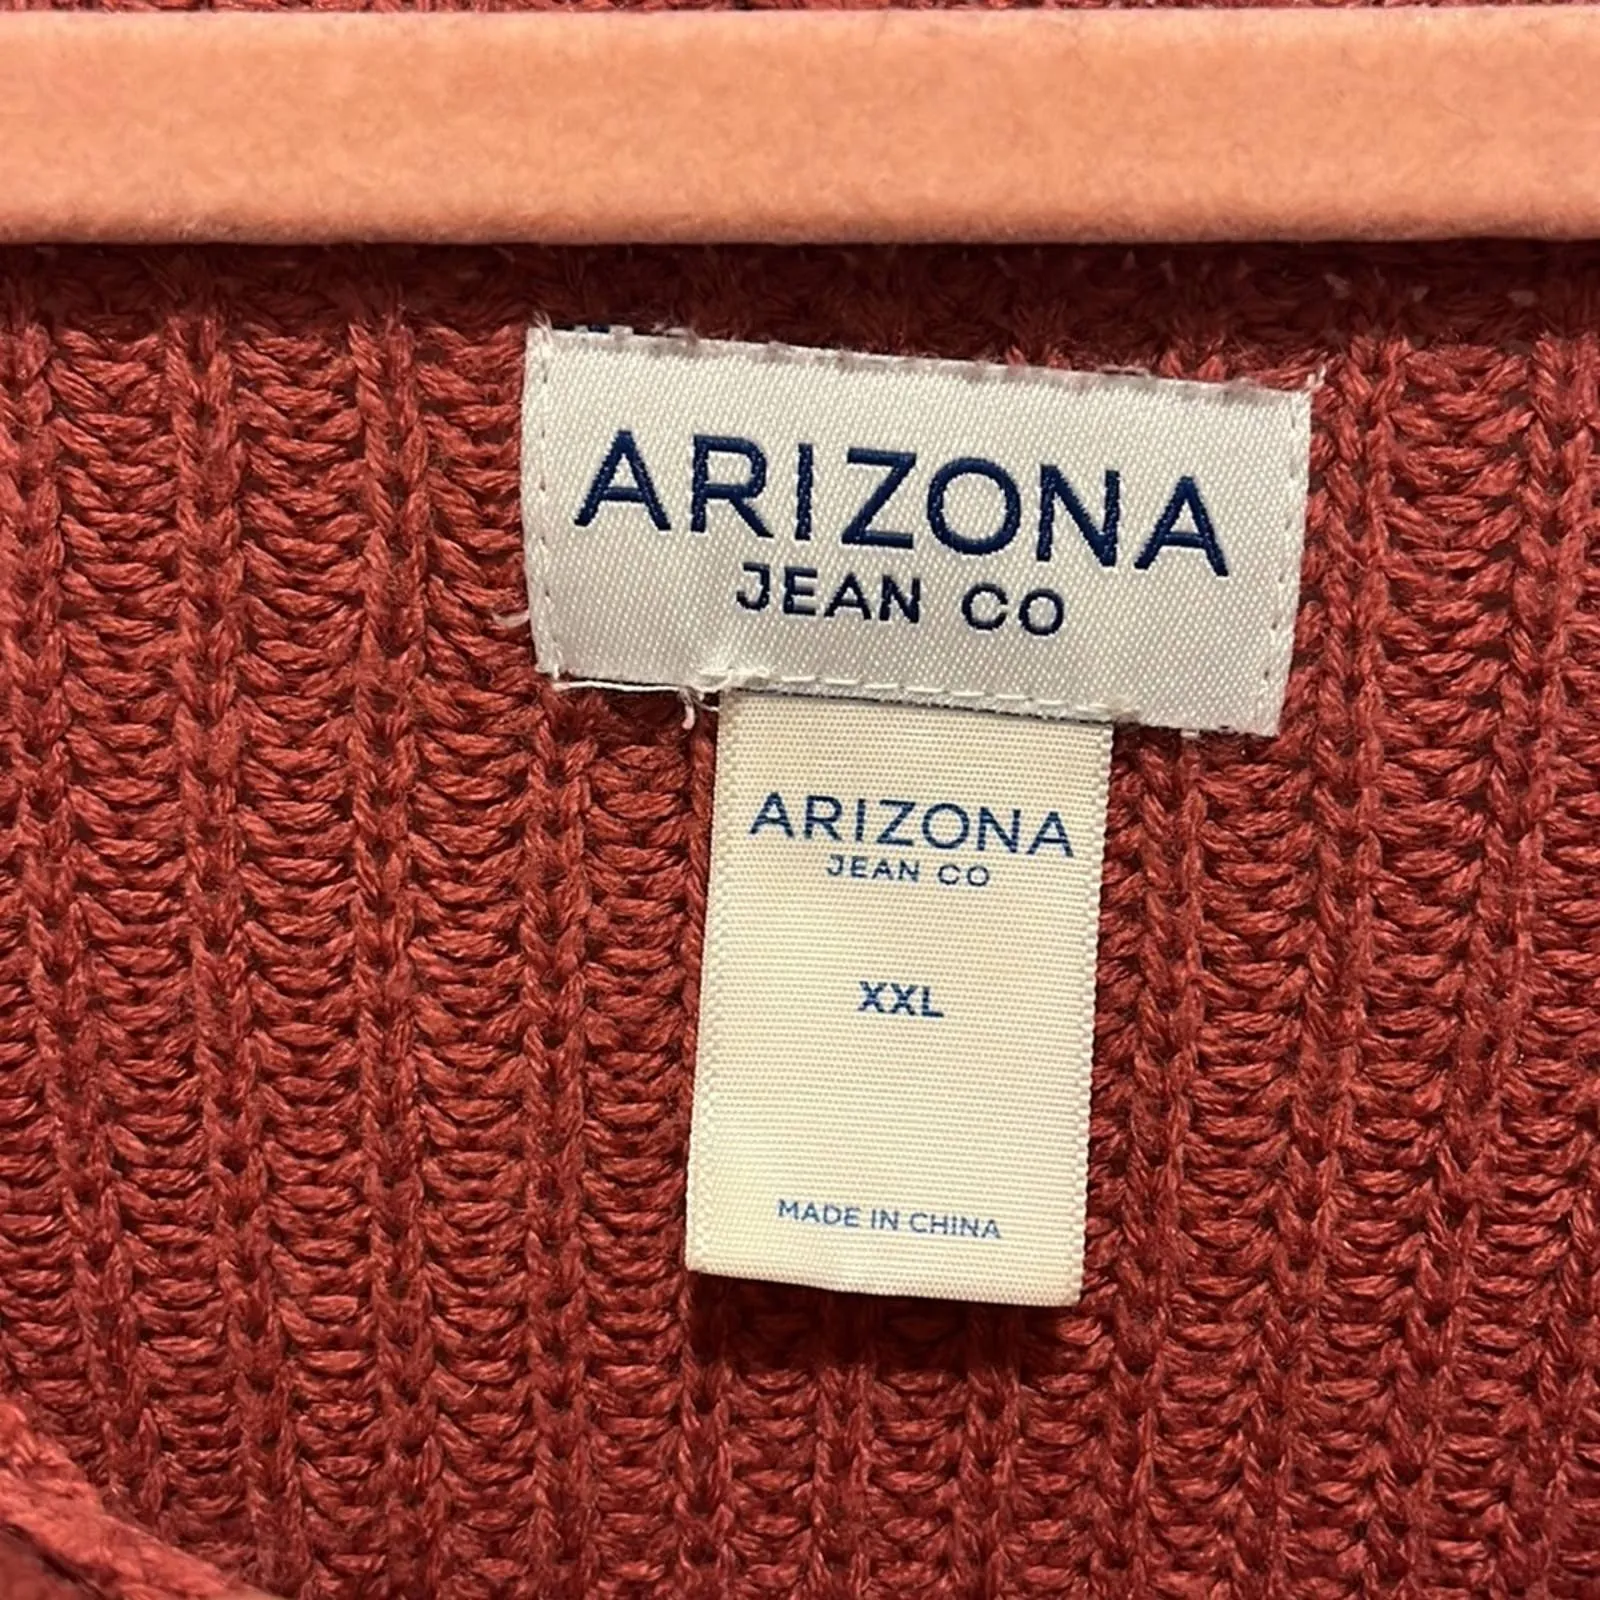 ARIZONA
JEAN CO
ARIZONA
JEAN CO
XXL
MADE IN CHINA